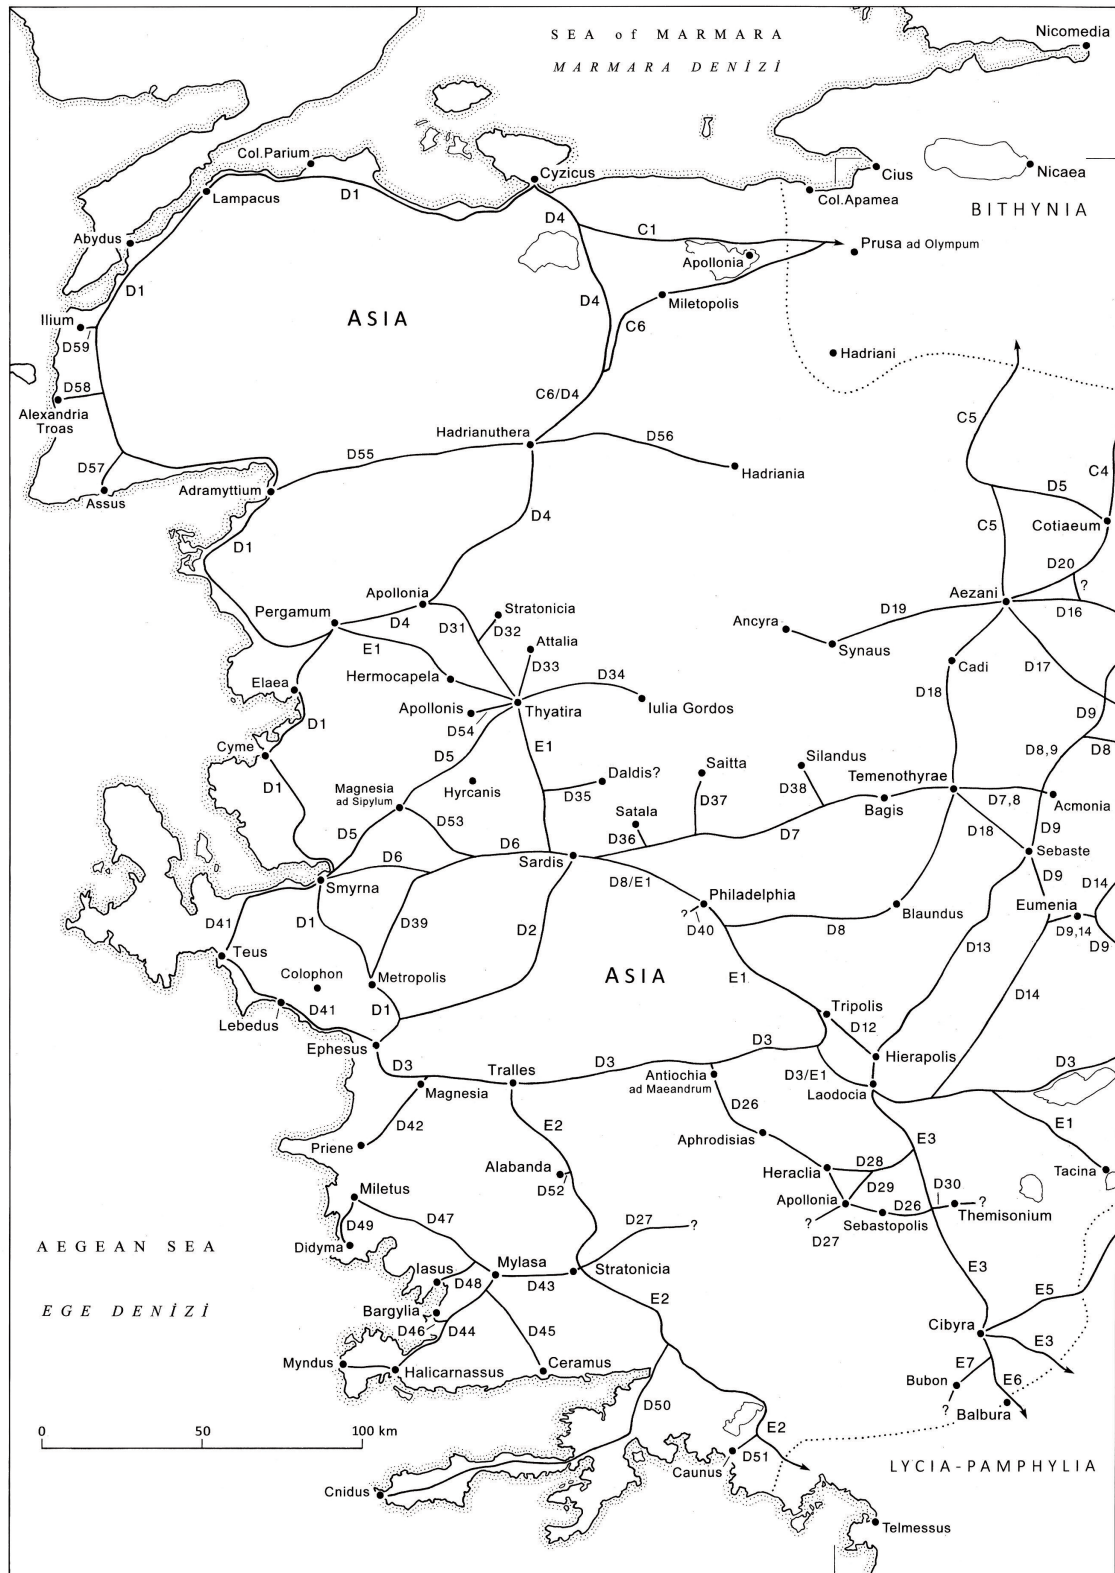 SEA of MARMARA
MARMARA DENİZİ
Nicomedia
Col.Parium
Cyzicus
Cius
Nicaea
Lampacus
D1
Col.Apamea
BITHYNIA
D4
C1
Abydus
Prusa ad Olympum
Apollonia
D1
D4
Miletopolis
Ilium
ASIA
C6
D59
Hadriani
D58
C6/D4
Alexandria
Troas
C5
Hadrianuthera
D56
D55
C4
D57
Hadriania
D5
Assus
Adramyttium
D4
C5
Cotiaeum
D1
D20
?
Apollonia
Stratonicia
Aezani
Pergamum
D4
D31
D32
D19
D16
Ancyra
E1
Attalia
Synaus
D33
Cadi
D17
Hermocapela
D34
Elaea
D18
Apollonis
Thyatira
Iulia Gordos
D9
D1
D54
Cyme
D5
E1
D8,9
D8
D1
Saitta
Silandus
Magnesia
ad Sipylum
Hyrcanis
Daldis?
Temenothyrae
D35
D38
D37
D7,8
Acmonia
Satala
Bagis
D5
D53
D36
D7
D18
D9
D6
D6
Sardis
Sebaste
Smyrna
D8/E1
D9
D14
Philadelphia
Eumenia
?
D41
D1
D39
D2
D40
Blaundus
D9,14
D8
D9
Teus
D13
Colophon
Metropolis
ASIA
E1
D14
D41
D1
Tripolis
Lebedus
D12
Ephesus
Hierapolis
D3
Tralles
D3
D3
D3
Antiochia
ad Maeandrum
D3/E1
Magnesia
Laodocia
D26
E1
D42
E2
Aphrodisias
E3
Priene
Alabanda
Heraclia
D28
Tacina
D52
D29
D30
Miletus
Apollonia
D26
?
D47
D27
Sebastopolis
Themisonium
D49
?
?
D27
AEGEAN SEA
Didyma
Iasus
Mylasa
Stratonicia
E3
D48
D43
E5
EGE DENİZİ
Bargylia
E2
Cibyra
D46
D44
D45
E3
Myndus
Halicarnassus
Ceramus
E7
Bubon
E6
?
Balbura
D50
0
50
100 km
E2
D51
LYCIA-PAMPHYLIA
Caunus
Cnidus
Telmessus